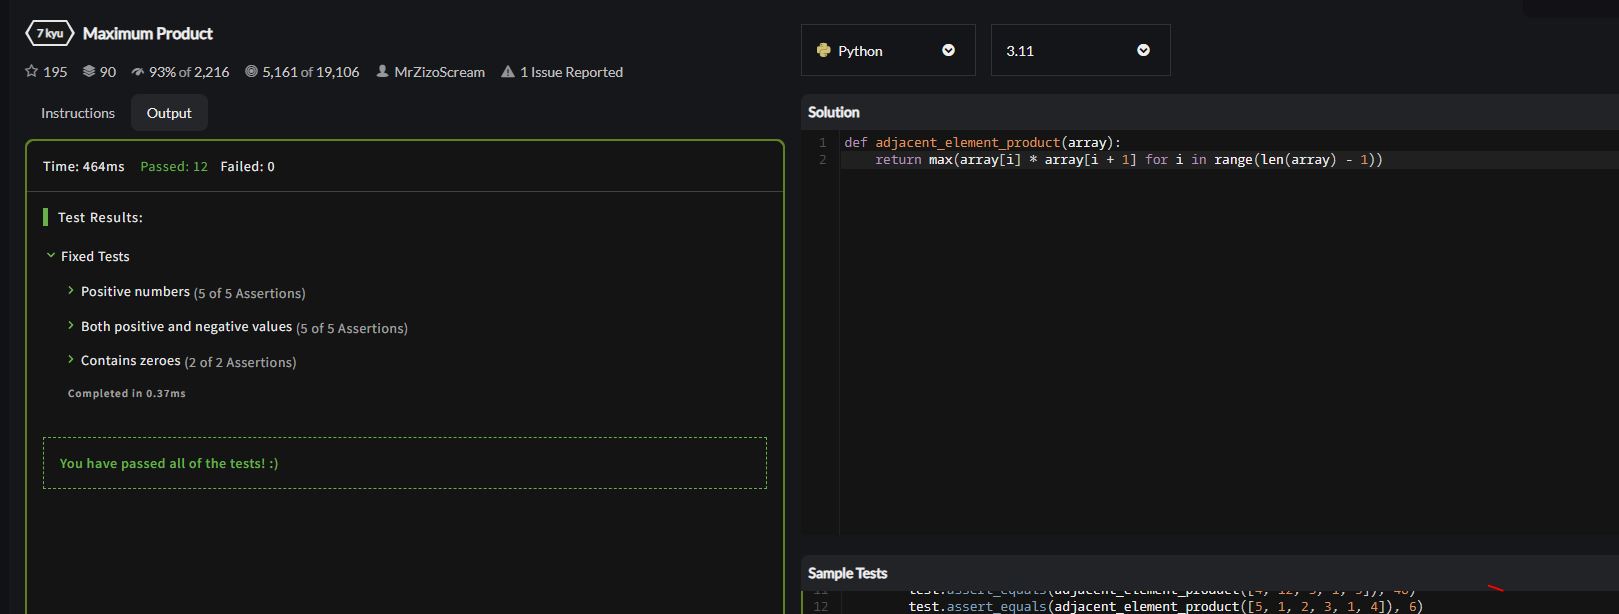 7 kyu Maximum Product
195 90 93% of 2,216 5,161 of 19,106 MrZizoScream 1 Issue Reported
Instructions Output
Time: 464ms Passed: 12 Failed: 0
Test Results:
Fixed Tests
Positive numbers (5 of 5 Assertions)
Both positive and negative values (5 of 5 Assertions)
Contains zeroes (2 of 2 Assertions)
Completed in 0.37ms
You have passed all of the tests! :)
Python 3.11
Solution
1 def adjacent_element_product(array):
2 return max(array[i] * array[i + 1] for i in range(len(array) - 1))
Sample Tests
11 test.assert_equals(adjacent_element_product([4, 12,
12 test.assert_equals(adjacent_element_product([5, 1, 2, 3, 1, 4]), 6)